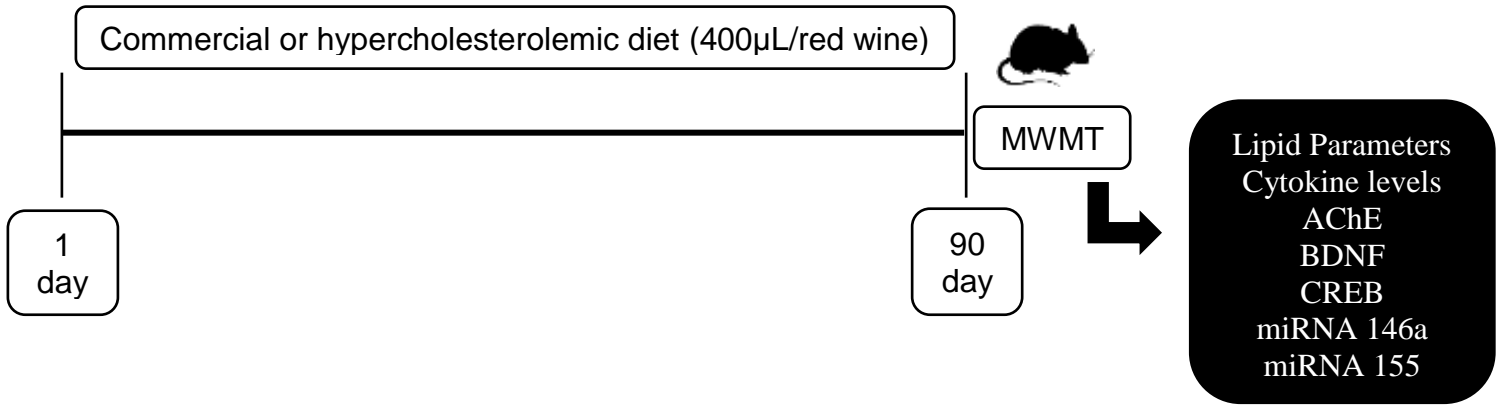 Commercial or hypercholesterolemic diet (400µL/red wine)
MWMT
1
day
90
day
Lipid Parameters
Cytokine levels
AChE
BDNF
CREB
miRNA 146a
miRNA 155